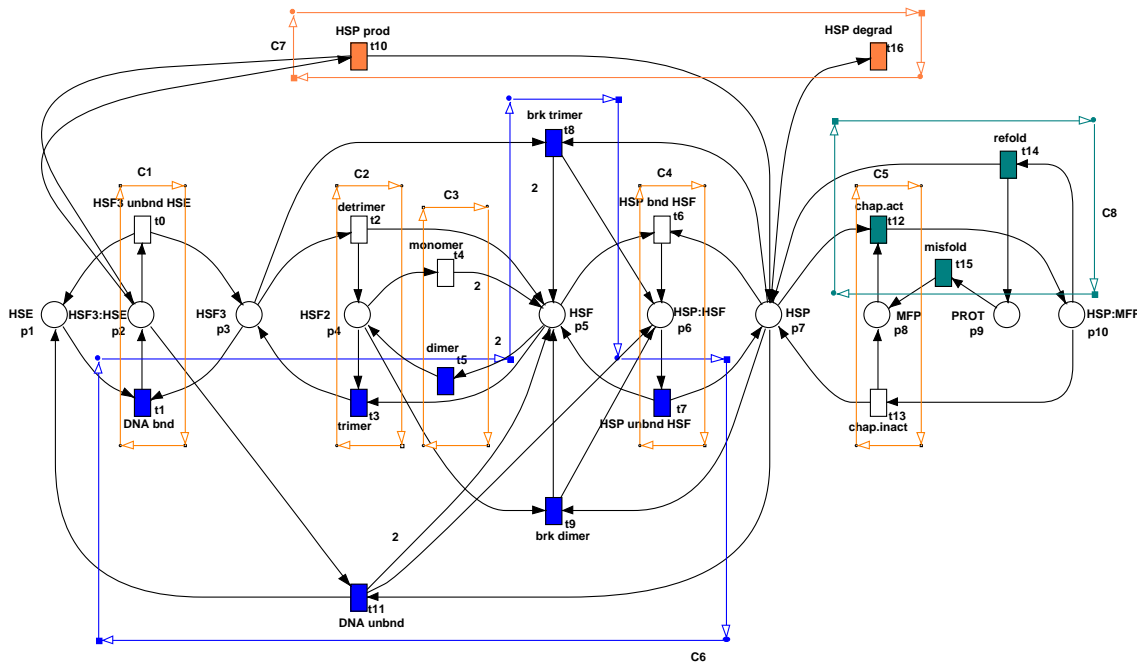 HSP prod
t10
C7
HSP degrad
t16
brk trimer
t8
2
refold
t14
C8
C1
HSF3 unbnd HSE
t0
C2
detrimer
t2
C3
monomer
t4
2
C4
HSP bnd HSF
t6
C5
chap.act
t12
misfold
t15
HSE
p1
HSF3:HSE
p2
HSF3
p3
HSF2
p4
HSF
p5
HSP:HSF
p6
HSP
p7
MFP
p8
PROT
p9
HSP:MFP
p10
2
dimer
t5
t1
DNA bnd
t3
trimer
t7
HSP unbnd HSF
t13
chap.inact
t9
brk dimer
2
t11
DNA unbnd
C6